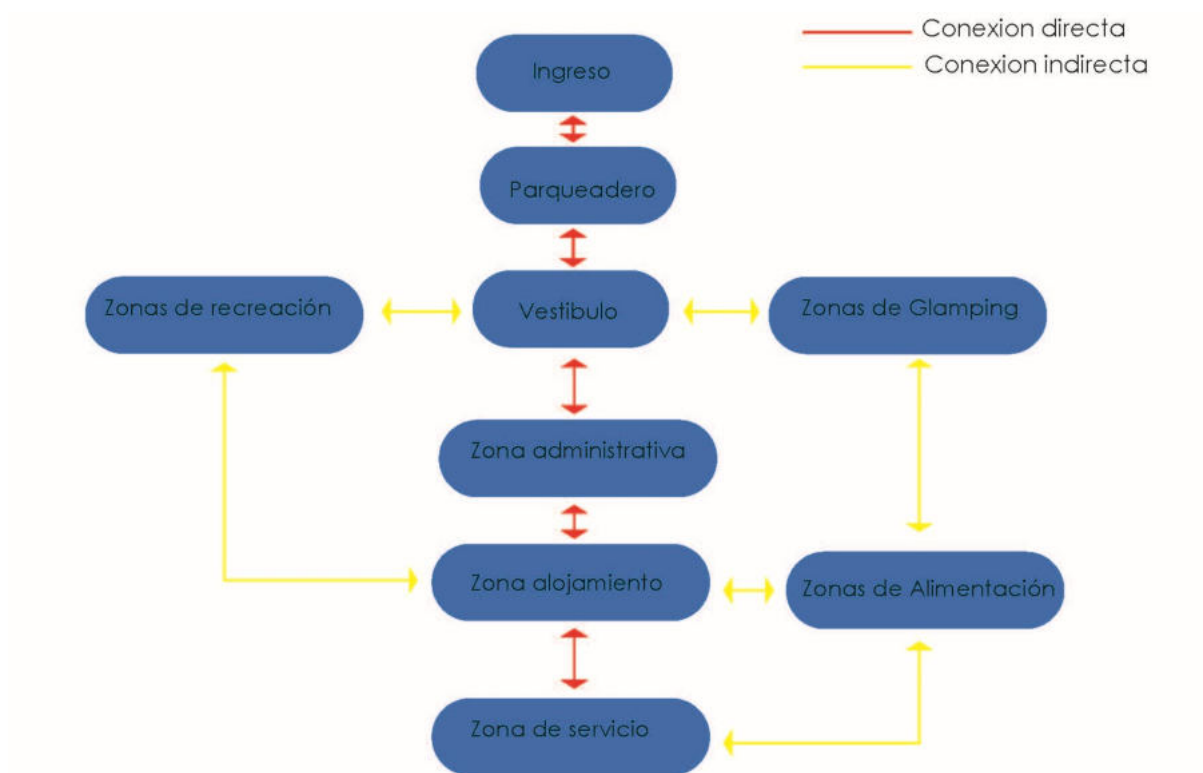 Conexion directa
Conexion indirecta
Ingreso
Parqueadero
Zonas de recreación
Vestibulo
Zonas de Glamping
Zona administrativa
Zona alojamiento
Zonas de Alimentación
Zona de servicio